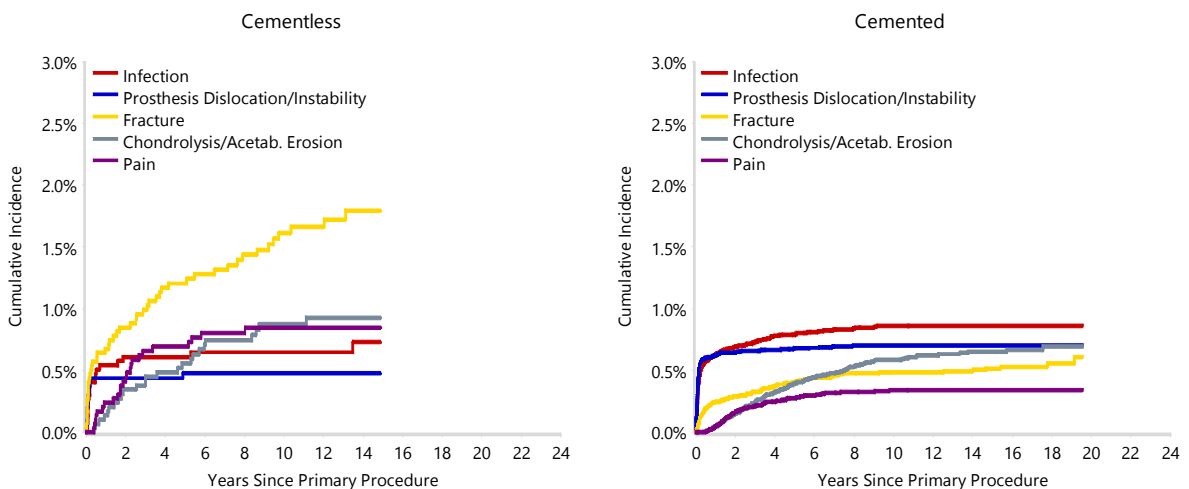 Cementless
3.0%
2.5%
2.0%
1.5%
1.0%
0.5%
0.0%
Cumulative Incidence
Infection
Prosthesis Dislocation/Instability
Fracture
Chondrolysis/Acetab. Erosion
Pain
0 2 4 6 8 10 12 14 16 18 20 22 24
Years Since Primary Procedure
Cemented
3.0%
2.5%
2.0%
1.5%
1.0%
0.5%
0.0%
Cumulative Incidence
Infection
Prosthesis Dislocation/Instability
Fracture
Chondrolysis/Acetab. Erosion
Pain
0 2 4 6 8 10 12 14 16 18 20 22 24
Years Since Primary Procedure